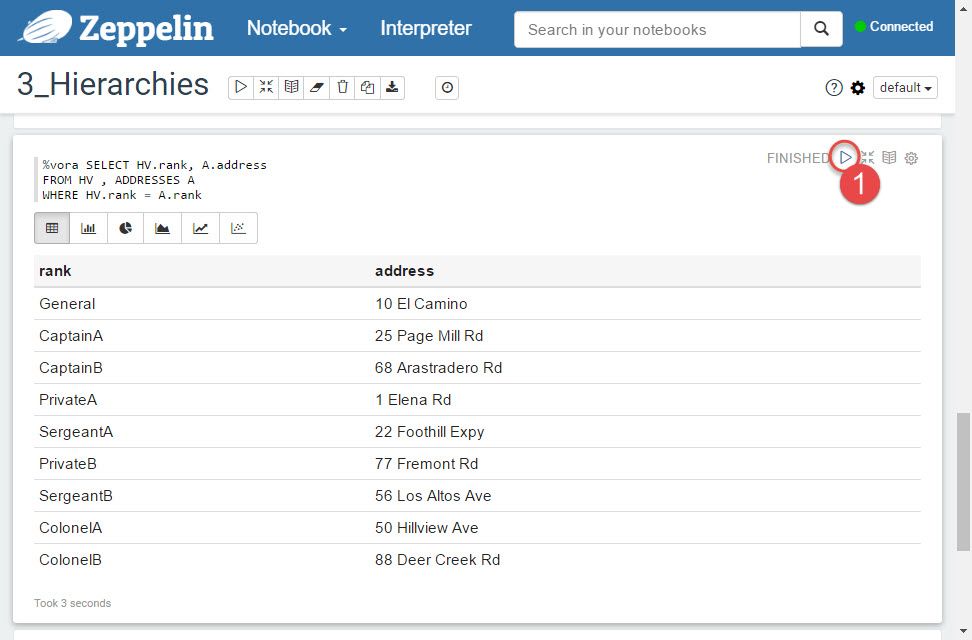 Zeppelin Notebook Interpreter Search in your notebooks Connected
3_Hierarchies default
%vora SELECT HV.rank, A.address
FROM HV , ADDRESSES A
WHERE HV.rank = A.rank
FINISHED
1
rank address
General 10 El Camino
CaptainA 25 Page Mill Rd
CaptainB 68 Arastradero Rd
PrivateA 1 Elena Rd
SergeantA 22 Foothill Expy
PrivateB 77 Fremont Rd
SergeantB 56 Los Altos Ave
ColonelA 50 Hillview Ave
ColonelB 88 Deer Creek Rd
Took 3 seconds